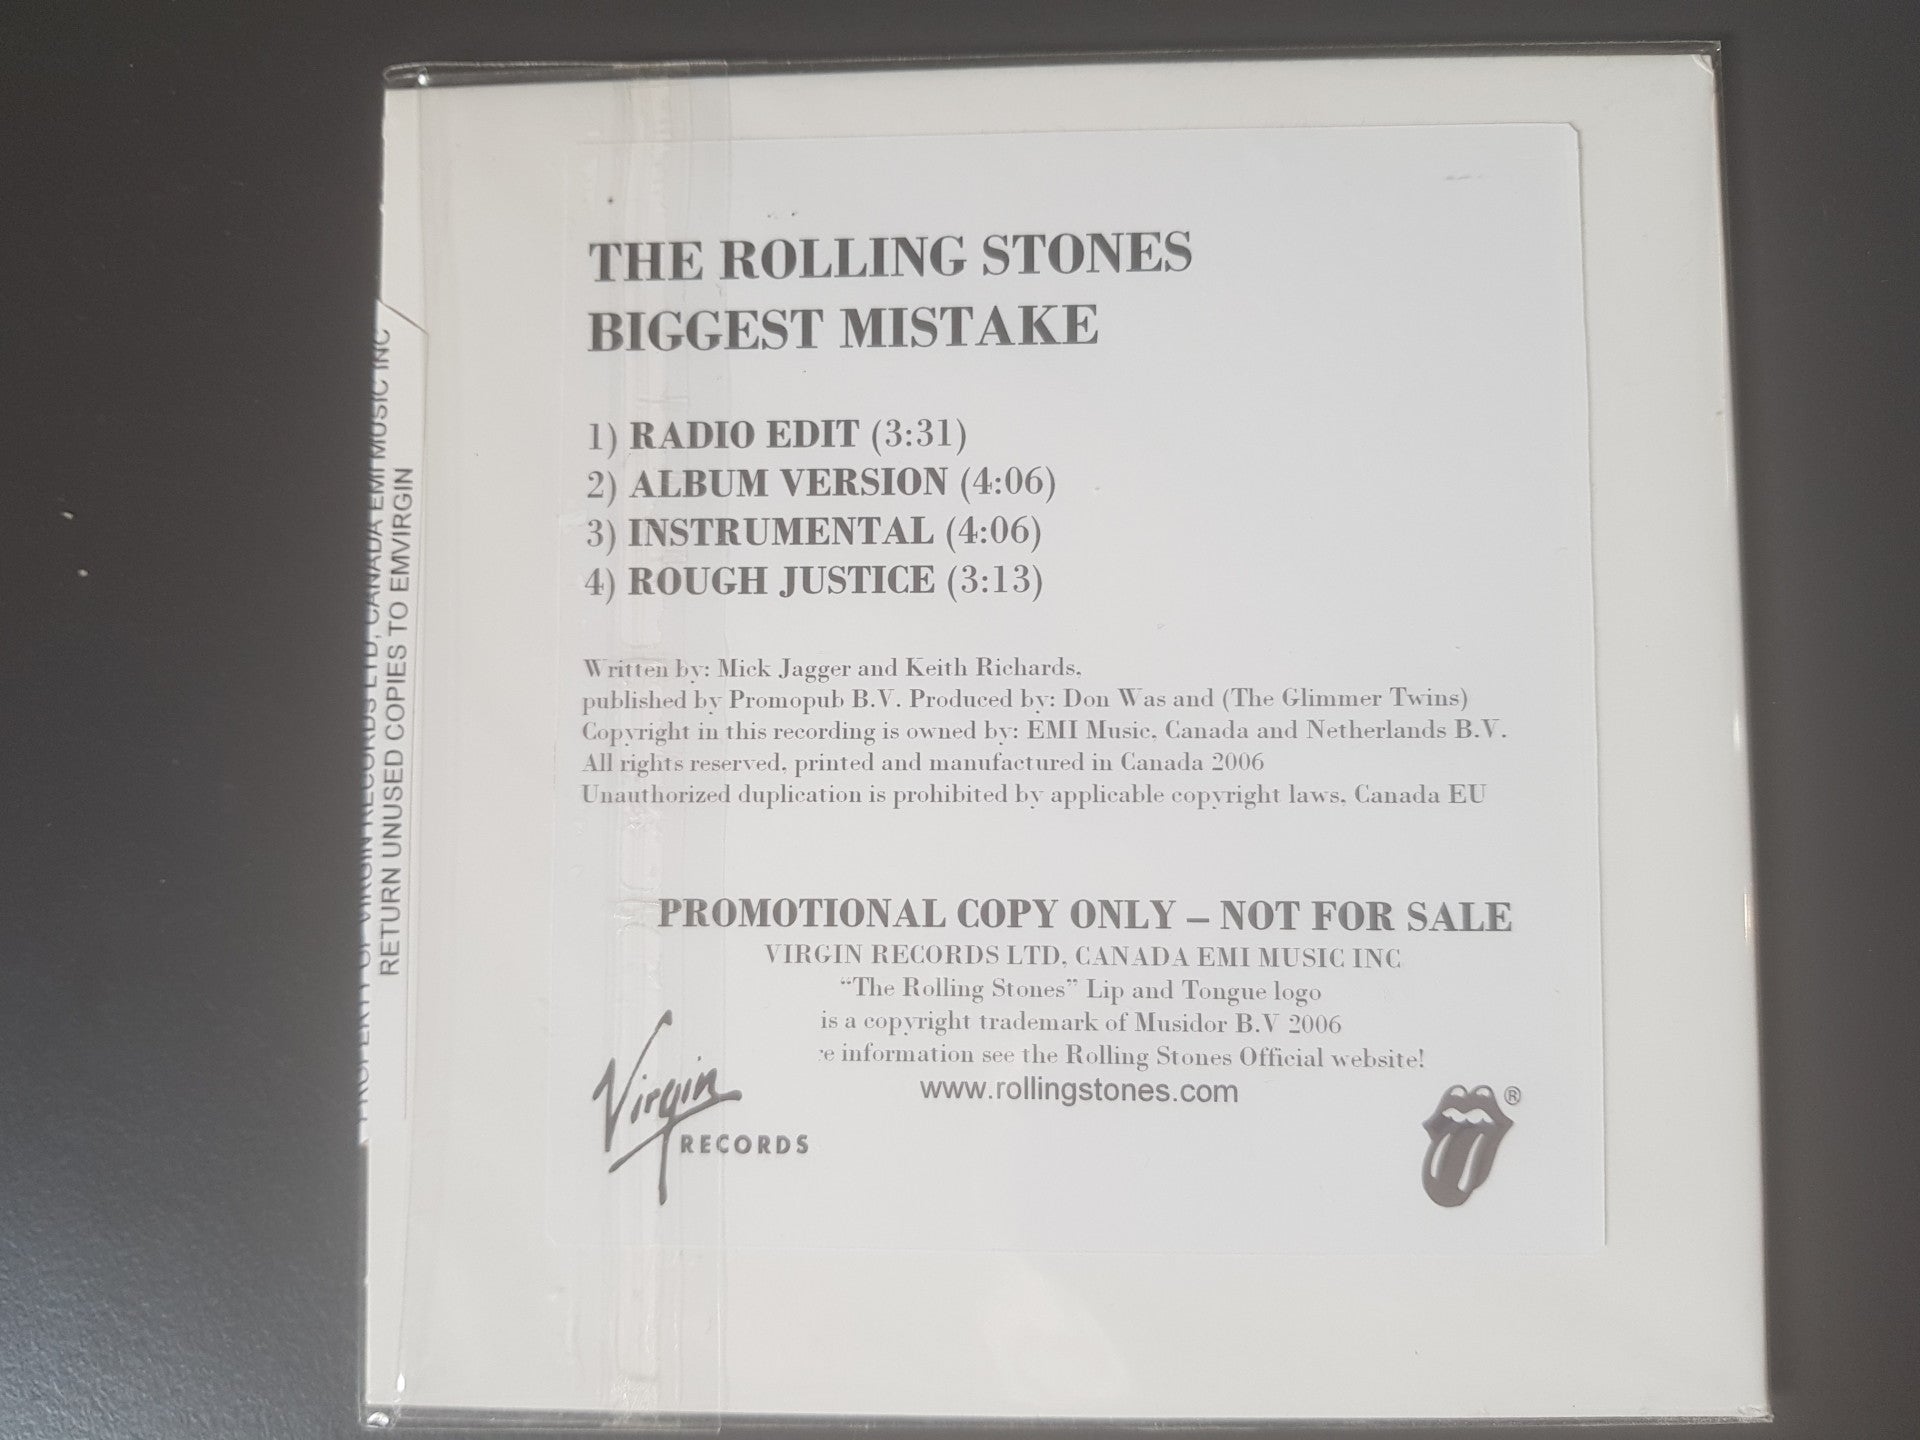 THE ROLLING STONES
BIGGEST MISTAKE
1) RADIO EDIT (3:31)
2) ALBUM VERSION (4:06)
3) INSTRUMENTAL (4:06)
4) ROUGH JUSTICE (3:13)
Written by: Mick Jagger and Keith Richards,
published by Promopub B.V. Produced by: Don Was and (The Glimmer Twins)
Copyright in this recording is owned by: EMI Music, Canada and Netherlands B.V.
All rights reserved, printed and manufactured in Canada 2006
Unauthorized duplication is prohibited by applicable copyright laws, Canada EU
PROMOTIONAL COPY ONLY – NOT FOR SALE
VIRGIN RECORDS LTD, CANADA EMI MUSIC INC
“The Rolling Stones” Lip and Tongue logo
is a copyright trademark of Musidor B.V 2006
information see the Rolling Stones Official website!
www.rollingstones.com
Virgin
RECORDS
®
PROPERTY OF VIRGIN RECORDS LTD, CANADA EMI MUSIC INC
RETURN UNUSED COPIES TO EMVIRGIN